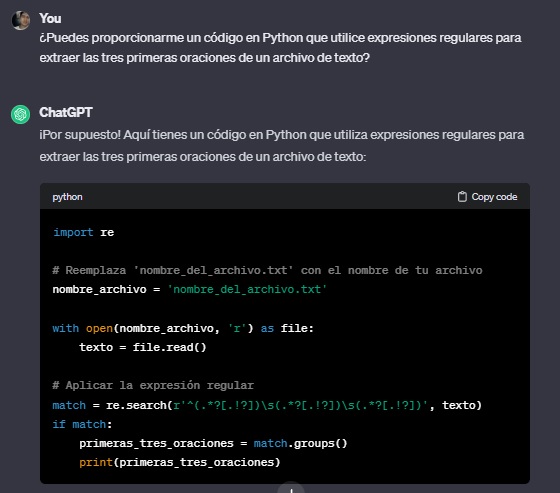 You
¿Puedes proporcionarme un código en Python que utilice expresiones regulares para
extraer las tres primeras oraciones de un archivo de texto?
ChatGPT
¡Por supuesto! Aquí tienes un código en Python que utiliza expresiones regulares para
extraer las tres primeras oraciones de un archivo de texto:
python Copy code
import re
# Reemplaza 'nombre_del_archivo.txt' con el nombre de tu archivo
nombre_archivo = 'nombre_del_archivo.txt'
with open(nombre_archivo, 'r') as file:
    texto = file.read()
# Aplicar la expresión regular
match = re.search(r'^(.*?[.!?])\s(.*?[.!?])\s(.*?[.!?])', texto)
if match:
    primeras_tres_oraciones = match.groups()
    print(primeras_tres_oraciones)